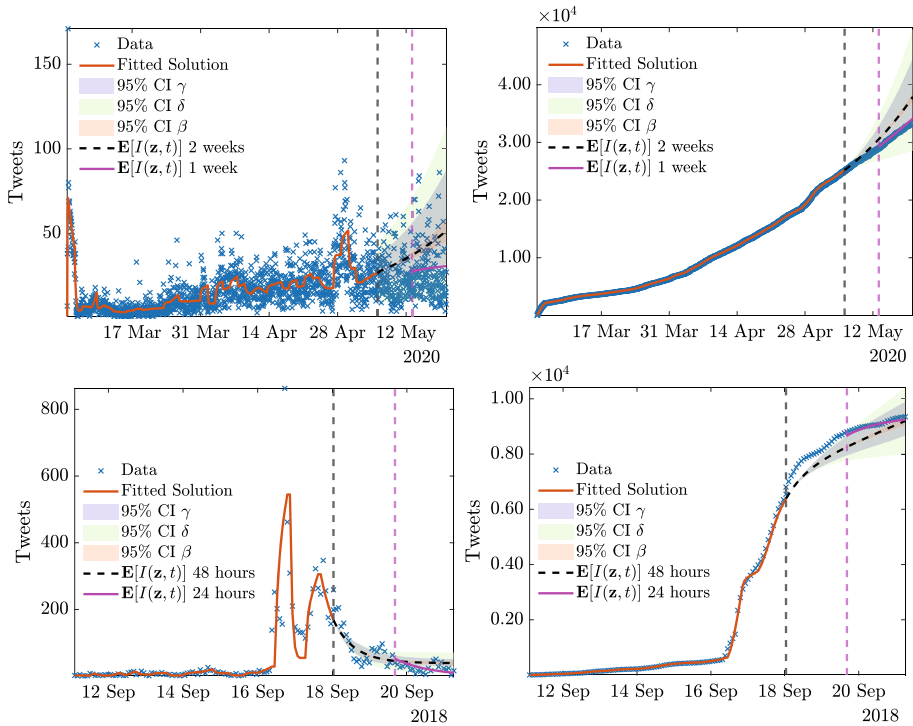 150
100
50
Tweets
Data
Fitted Solution
95% CI γ
95% CI δ
95% CI β
E[I(z, t)] 2 weeks
E[I(z, t)] 1 week
17 Mar 31 Mar 14 Apr 28 Apr 12 May
2020
×10⁴
4.00
3.00
2.00
1.00
Tweets
Data
Fitted Solution
95% CI γ
95% CI δ
95% CI β
E[I(z, t)] 2 weeks
E[I(z, t)] 1 week
17 Mar 31 Mar 14 Apr 28 Apr 12 May
2020
800
600
400
200
Tweets
Data
Fitted Solution
95% CI γ
95% CI δ
95% CI β
E[I(z, t)] 48 hours
E[I(z, t)] 24 hours
12 Sep 14 Sep 16 Sep 18 Sep 20 Sep
2018
×10⁴
1.00
0.80
0.60
0.40
0.20
Tweets
Data
Fitted Solution
95% CI γ
95% CI δ
95% CI β
E[I(z, t)] 48 hours
E[I(z, t)] 24 hours
12 Sep 14 Sep 16 Sep 18 Sep 20 Sep
2018